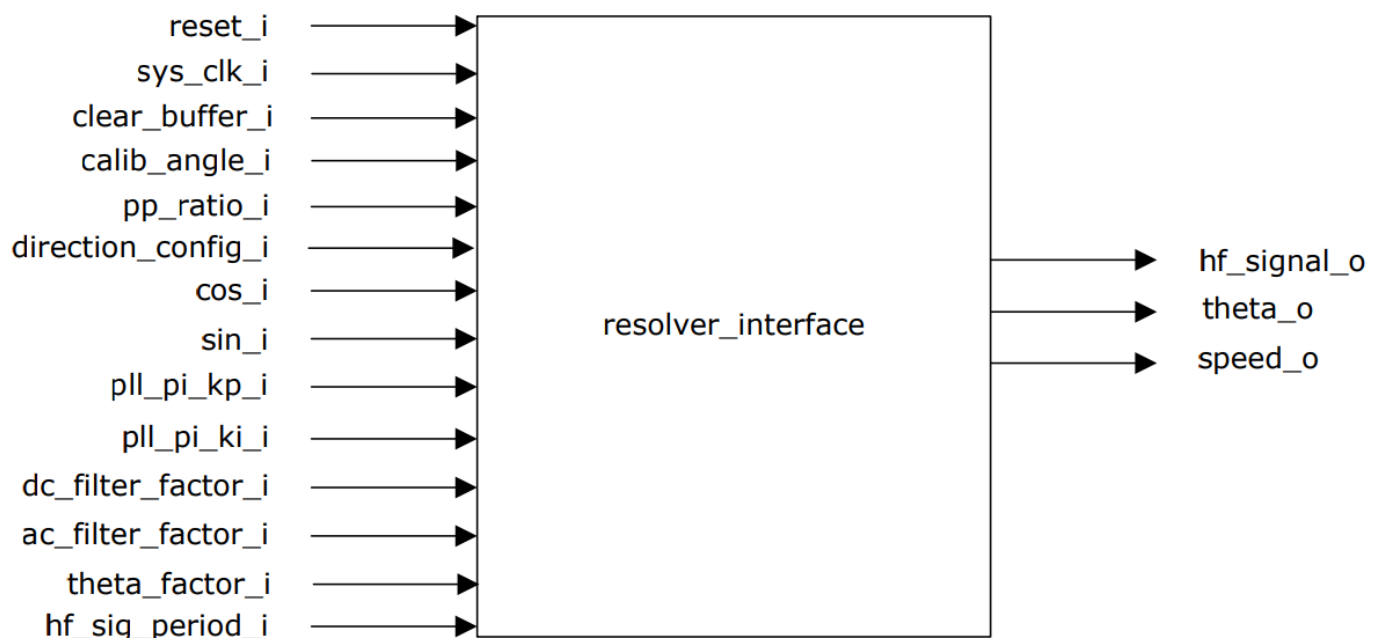 reset_i
sys_clk_i
clear_buffer_i
calib_angle_i
pp_ratio_i
direction_config_i
cos_i
sin_i
pll_pi_kp_i
pll_pi_ki_i
dc_filter_factor_i
ac_filter_factor_i
theta_factor_i
hf_sig_period_i
resolver_interface
hf_signal_o
theta_o
speed_o